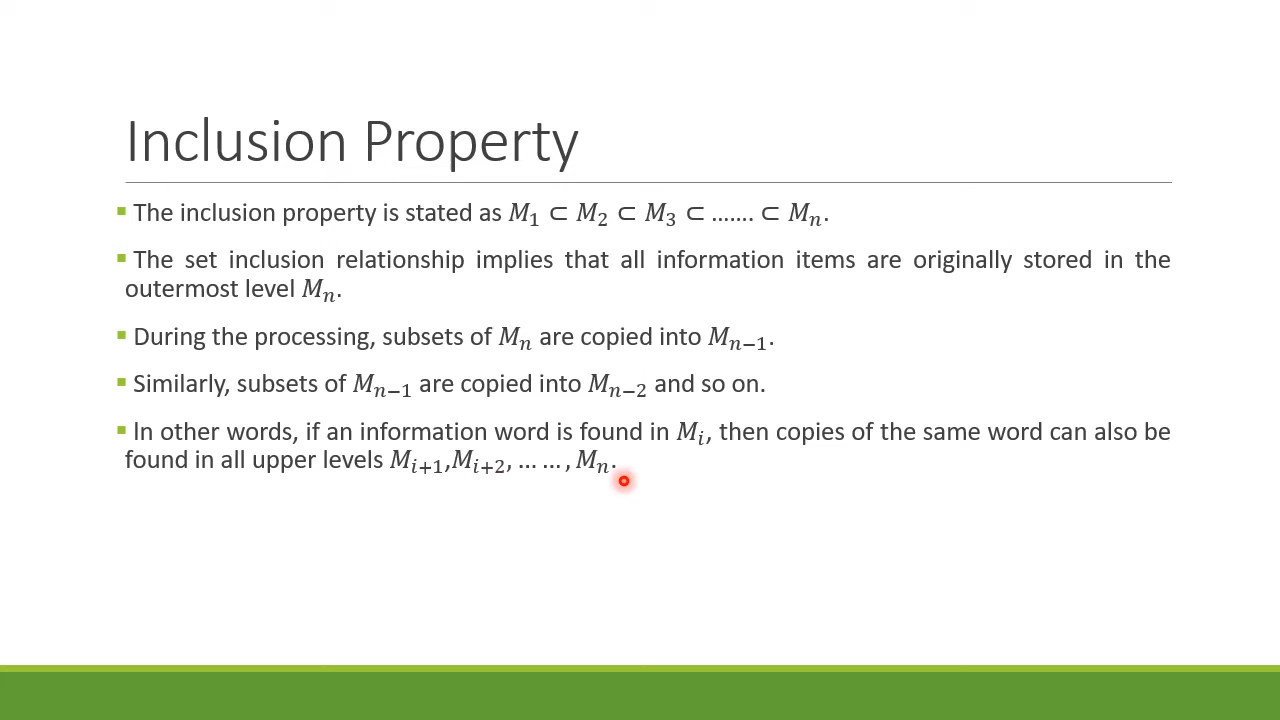 Inclusion Property
▪ The inclusion property is stated as M₁ ⊂ M₂ ⊂ M₃ ⊂ ....... ⊂ Mₙ.
▪ The set inclusion relationship implies that all information items are originally stored in the
outermost level Mₙ.
▪ During the processing, subsets of Mₙ are copied into Mₙ₋₁.
▪ Similarly, subsets of Mₙ₋₁ are copied into Mₙ₋₂ and so on.
▪ In other words, if an information word is found in Mᵢ, then copies of the same word can also be
found in all upper levels Mᵢ₊₁,Mᵢ₊₂, ... ... , Mₙ.